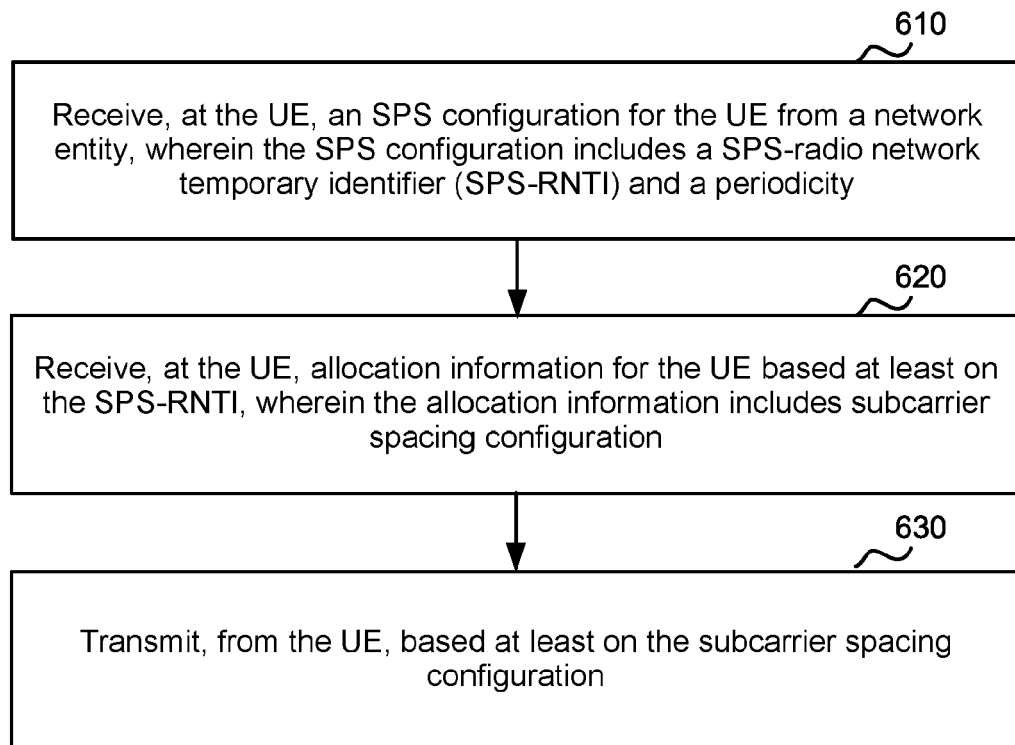 610
Receive, at the UE, an SPS configuration for the UE from a network
entity, wherein the SPS configuration includes a SPS-radio network
temporary identifier (SPS-RNTI) and a periodicity
620
Receive, at the UE, allocation information for the UE based at least on
the SPS-RNTI, wherein the allocation information includes subcarrier
spacing configuration
630
Transmit, from the UE, based at least on the subcarrier spacing
configuration